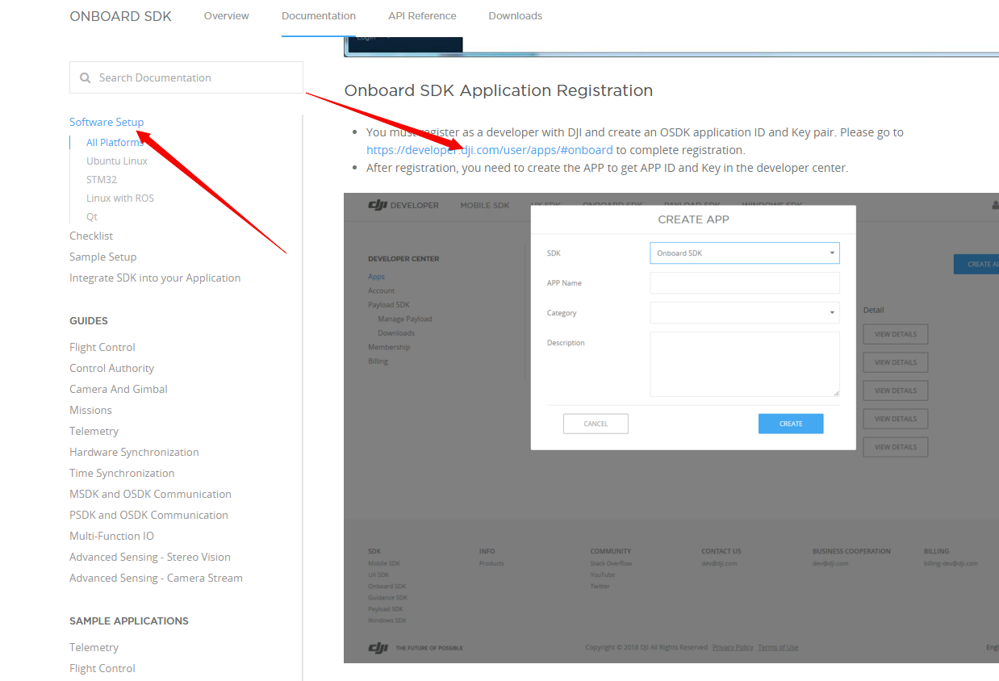 ONBOARD SDK
Overview
Documentation
API Reference
Downloads
Login
Search Documentation
Software Setup
All Platforms
Ubuntu Linux
STM32
Linux with ROS
Qt
Checklist
Sample Setup
Integrate SDK into your Application
GUIDES
Flight Control
Control Authority
Camera And Gimbal
Missions
Telemetry
Hardware Synchronization
Time Synchronization
MSDK and OSDK Communication
PSDK and OSDK Communication
Multi-Function IO
Advanced Sensing - Stereo Vision
Advanced Sensing - Camera Stream
SAMPLE APPLICATIONS
Telemetry
Flight Control
Onboard SDK Application Registration
You must register as a developer with DJI and create an OSDK application ID and Key pair. Please go to
https://developer.dji.com/user/apps/#onboard to complete registration.
After registration, you need to create the APP to get APP ID and Key in the developer center.
dji DEVELOPER
MOBILE SDK
UX SDK
ONBOARD SDK
PAYLOAD SDK
WINDOWS SDK
DEVELOPER CENTER
Apps
Account
Payload SDK
Manage Payload
Downloads
Membership
Billing
CREATE APP
SDK
Onboard SDK
APP Name
Category
Description
CANCEL
CREATE
CREATE A
Detail
VIEW DETAILS
VIEW DETAILS
VIEW DETAILS
VIEW DETAILS
VIEW DETAILS
SDK
Mobile SDK
UX SDK
Onboard SDK
Guidance SDK
Payload SDK
Windows SDK
INFO
Products
COMMUNITY
Stack Overflow
YouTube
Twitter
CONTACT US
dev@dji.com
BUSINESS COOPERATION
dev@dji.com
BILLING
billing-dev@dji.com
dji THE FUTURE OF POSSIBLE
Copyright © 2018 DJI All Rights Reserved Privacy Policy Terms of Use
Engl